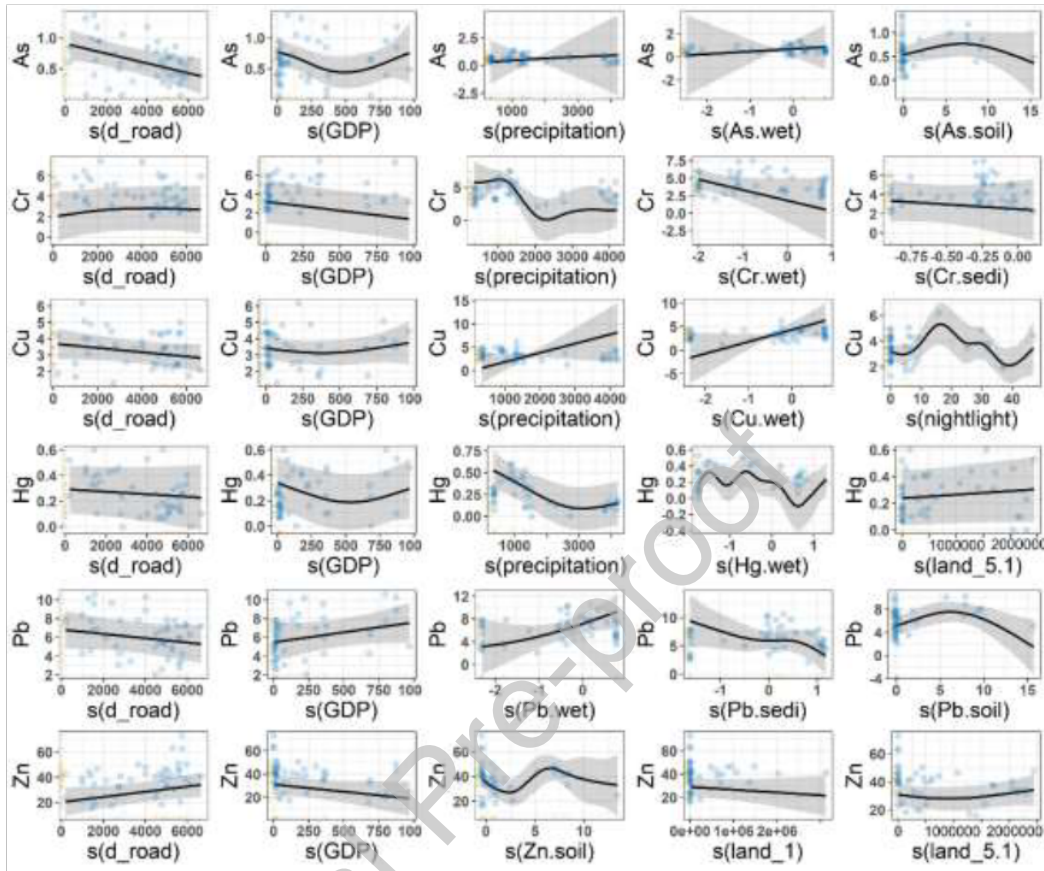 As 1.0 0.5
0 2000 4000 6000
s(d_road)
As 1.0 0.5
0 250 500 750 100
s(GDP)
As 2.5 0.0 -2.5
1000 3000
s(precipitation)
As 2 0 -2
-2 -1 0
s(As.wet)
As 1.0 0.5 0.0
0 5 10 15
s(As.soil)
Cr 6 4 2 0
0 2000 4000 6000
s(d_road)
Cr 6 4 2 0
0 250 500 750 100
s(GDP)
Cr 5 0
1000 2000 3000 4000
s(precipitation)
Cr 7.5 5.0 2.5 0.0 -2.5
-2 -1 0 1
s(Cr.wet)
Cr 6 4 2 0
-0.75 -0.50 -0.25 0.00
s(Cr.sedi)
Cu 6 5 4 3 2
0 2000 4000 6000
s(d_road)
Cu 6 5 4 3 2
0 250 500 750 100
s(GDP)
Cu 15 10 5 0
1000 2000 3000 4000
s(precipitation)
Cu 10 5 0 -5
-2 -1 0
s(Cu.wet)
Cu 6 4 2
0 10 20 30 40
s(nightlight)
Hg 0.6 0.4 0.2 0.0
0 2000 4000 6000
s(d_road)
Hg 0.6 0.4 0.2 0.0
0 250 500 750 100
s(GDP)
Hg 0.75 0.50 0.25 0.00
1000 3000
s(precipitation)
Hg 0.6 0.4 0.2 0.0 -0.2 -0.4
-1 0 1
s(Hg.wet)
Hg 0.6 0.4 0.2 0.0
0 1000000 2000000
s(land_5.1)
Pb 10 8 6 4 2
0 2000 4000 6000
s(d_road)
Pb 10 8 6 4 2
0 250 500 750 100
s(GDP)
Pb 12 8 4 0
-2 -1 0
s(Pb.wet)
Pb 10 5 0
-1 0 1
s(Pb.sedi)
Pb 10 8 4 0 -4
0 5 10 15
s(Pb.soil)
Zn 60 40 20
0 2000 4000 6000
s(d_road)
Zn 60 40 20
0 250 500 750 100
s(GDP)
Zn 60 40 20
0 5 10
s(Zn.soil)
Zn 60 40 20
0e+00 1e+06 2e+06
s(land_1)
Zn 60 40 20
0 1000000 2000000
s(land_5.1)
Pre-proof